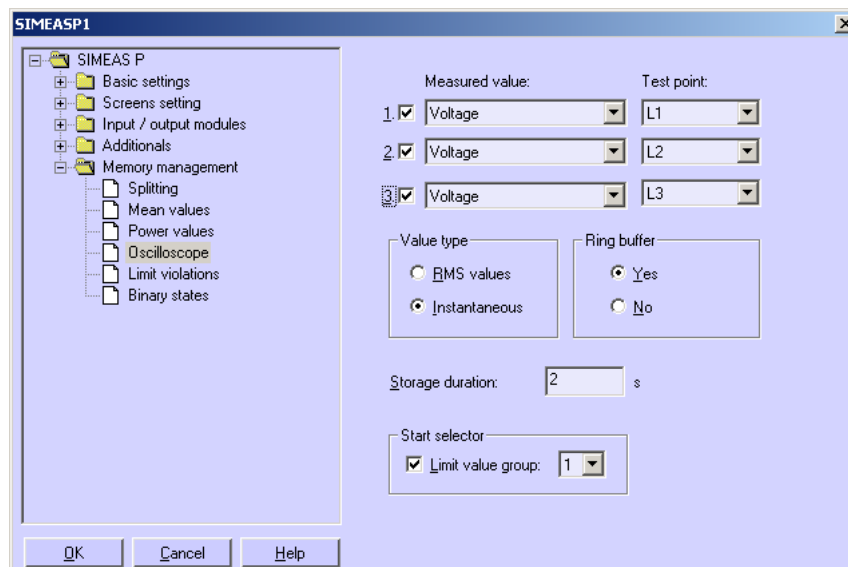 SIMEASP1
SIMEAS P
Basic settings
Screens setting
Input / output modules
Additionals
Memory management
Splitting
Mean values
Power values
Oscilloscope
Limit violations
Binary states
Measured value: Test point:
1. Voltage L1
2. Voltage L2
3. Voltage L3
Value type
RMS values
Instantaneous
Ring buffer
Yes
No
Storage duration: 2 s
Start selector
Limit value group: 1
OK Cancel Help